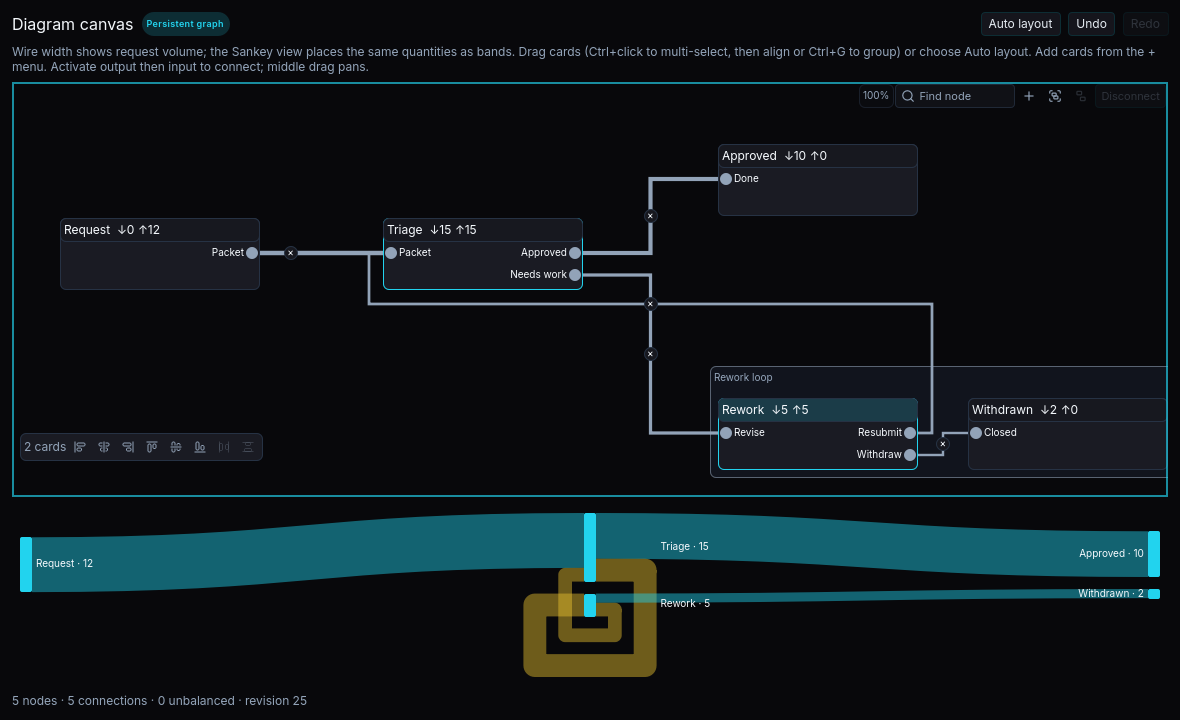 Diagram canvas
Persistent graph
Auto layout
Undo
Redo
Wire width shows request volume; the Sankey view places the same quantities as bands. Drag cards (Ctrl+click to multi-select, then align or Ctrl+G to group) or choose Auto layout. Add cards from the +
menu. Activate output then input to connect; middle drag pans.
100%
Find node
Disconnect
Approved ↓10 ↑0
Done
Request ↓0 ↑12
Packet
Triage ↓15 ↑15
Packet
Approved
Needs work
Rework loop
Rework ↓5 ↑5
Revise
Resubmit
Withdraw
Withdrawn ↓2 ↑0
Closed
2 cards
Request · 12
Triage · 15
Approved · 10
Rework · 5
Withdrawn · 2
5 nodes · 5 connections · 0 unbalanced · revision 25